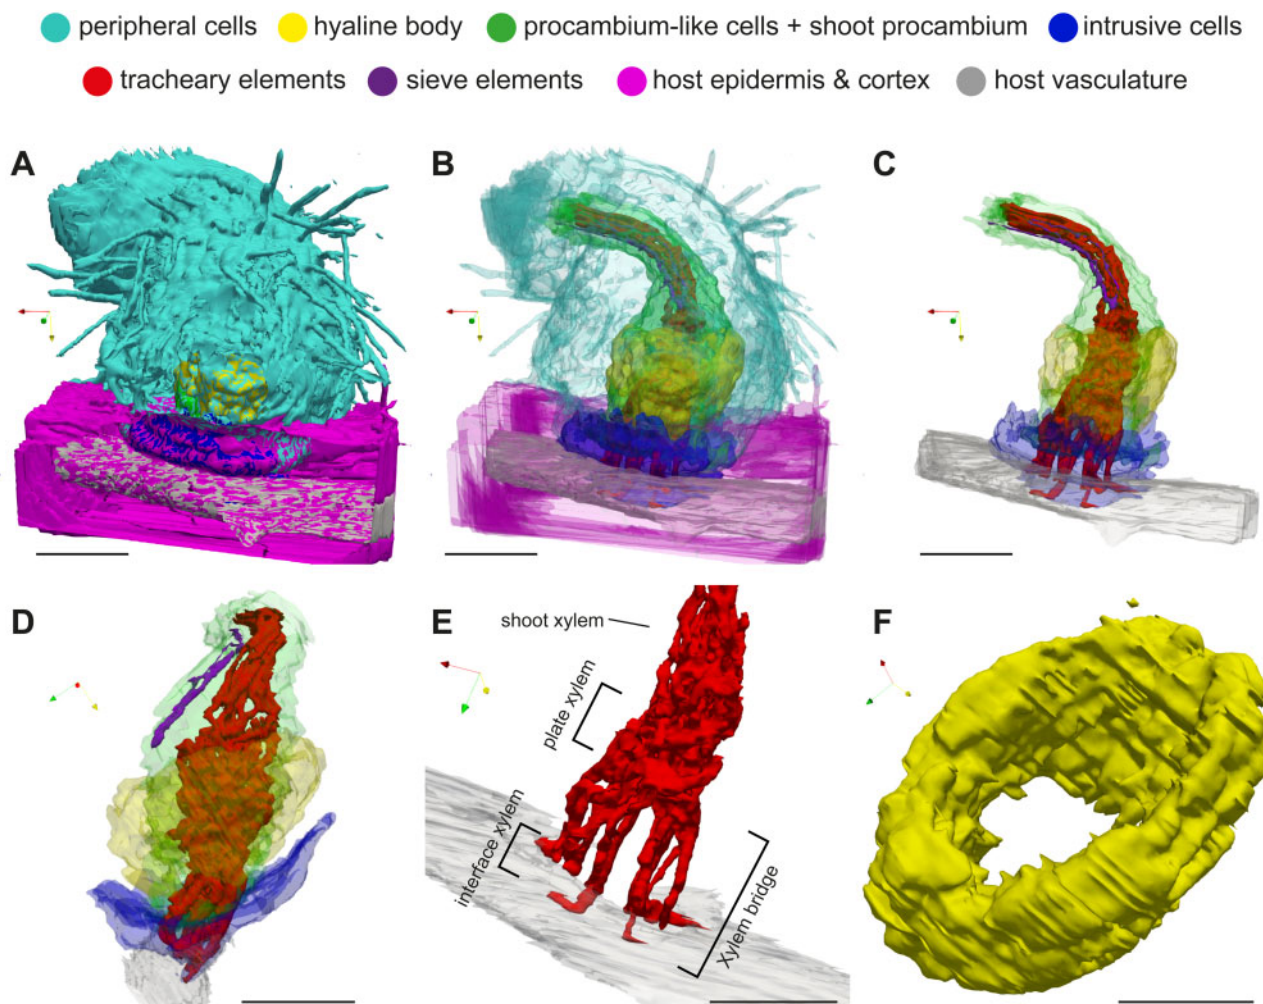 peripheral cells hyaline body procambium-like cells + shoot procambium intrusive cells
tracheary elements sieve elements host epidermis & cortex host vasculature
A
B
C
D
E
F
shoot xylem
plate xylem
interface xylem
Xylem bridge